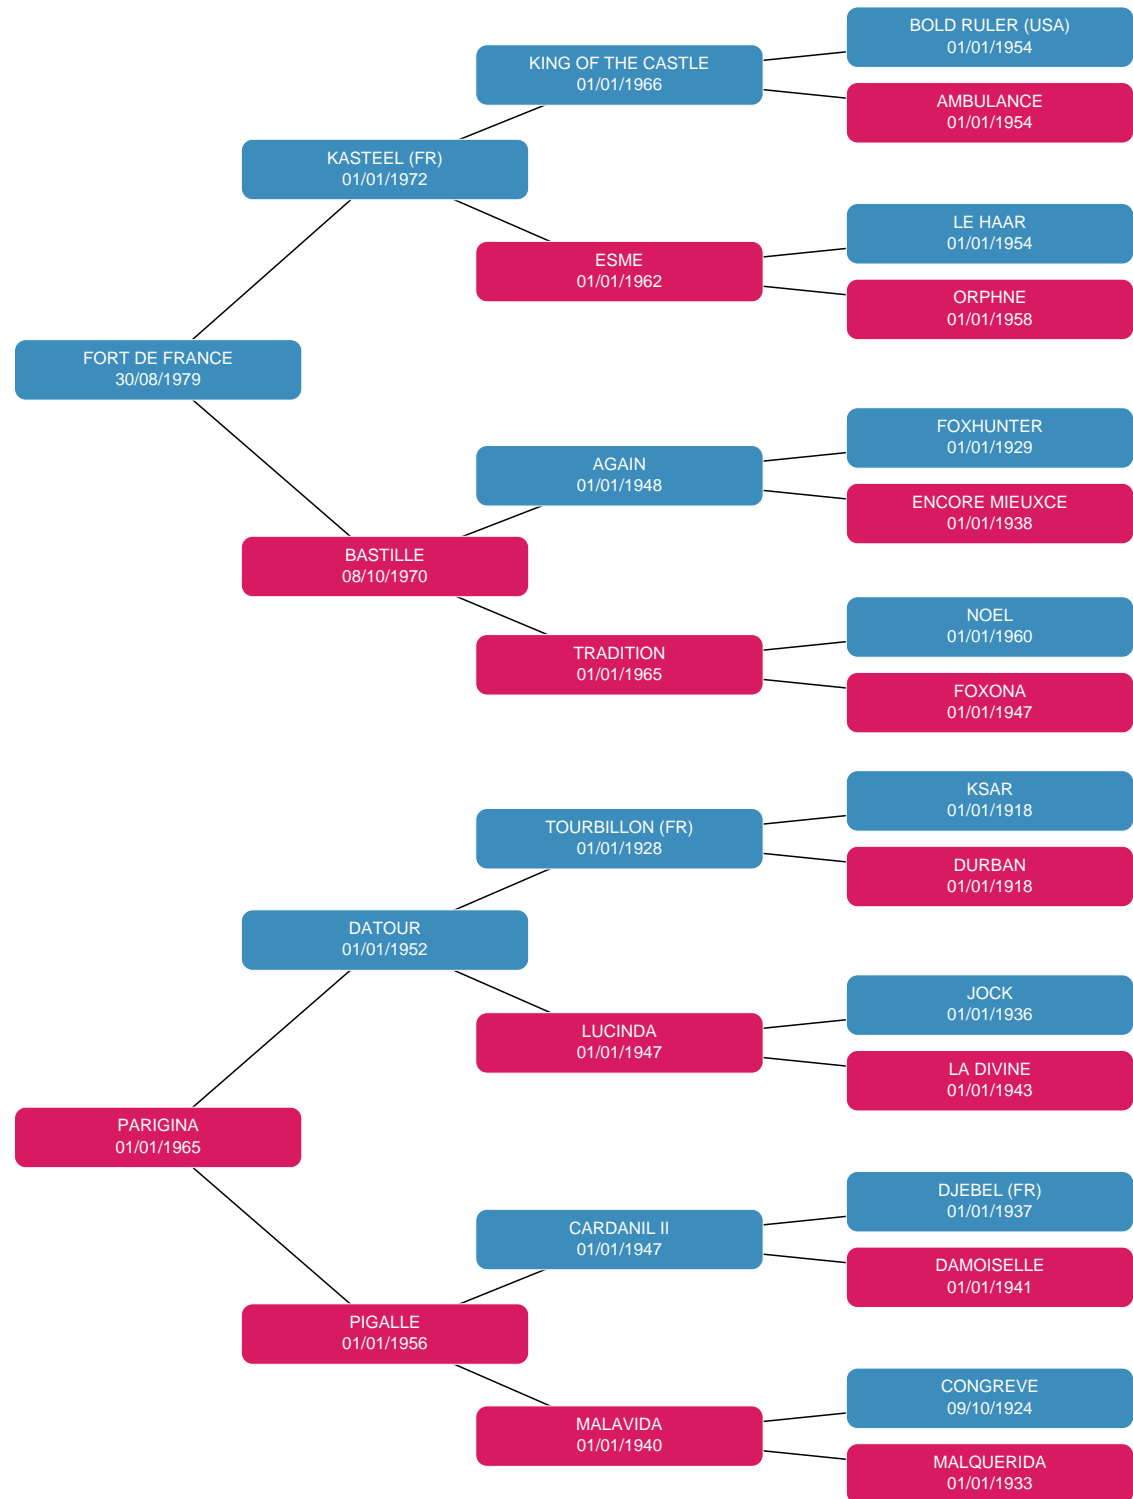 BOLD RULER (USA)
01/01/1954
KING OF THE CASTLE
01/01/1966
AMBULANCE
01/01/1954
KASTEEL (FR)
01/01/1972
LE HAAR
01/01/1954
ESME
01/01/1962
ORPHNE
01/01/1958
FORT DE FRANCE
30/08/1979
FOXHUNTER
01/01/1929
AGAIN
01/01/1948
ENCORE MIEUXCE
01/01/1938
BASTILLE
08/10/1970
NOEL
01/01/1960
TRADITION
01/01/1965
FOXONA
01/01/1947
KSAR
01/01/1918
TOURBILLON (FR)
01/01/1928
DURBAN
01/01/1918
DATOUR
01/01/1952
JOCK
01/01/1936
LUCINDA
01/01/1947
LA DIVINE
01/01/1943
PARIGINA
01/01/1965
DJEBEL (FR)
01/01/1937
CARDANIL II
01/01/1947
DAMOISELLE
01/01/1941
PIGALLE
01/01/1956
CONGREVE
09/10/1924
MALAVIDA
01/01/1940
MALQUERIDA
01/01/1933